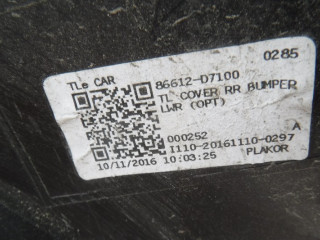 TLe CAR 86612-D7100 0285
TL COVER RR BUMPER
LWR (OPT)
000252 A
I110-20161110-0297
10/11/2016 10:03:25 PLAKOR